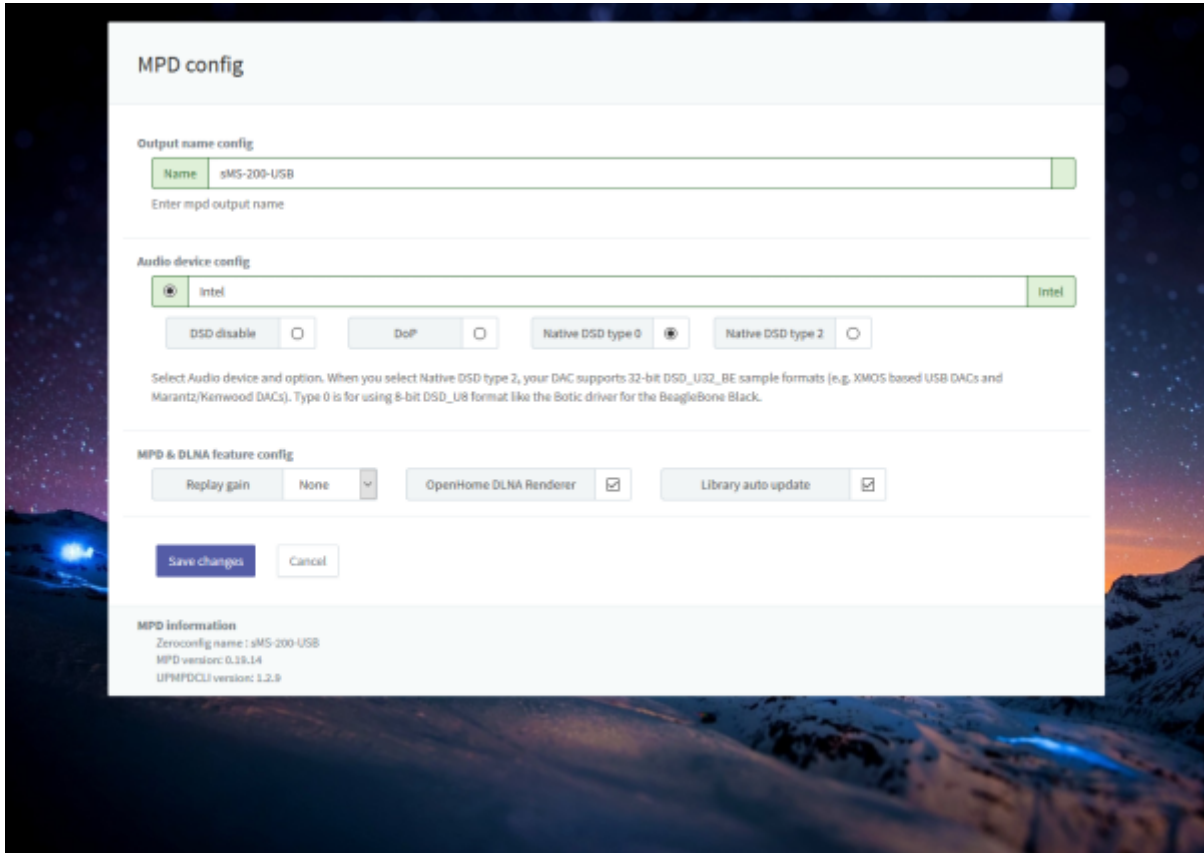 MPD config
Output name config
Name sMS-200-USB
Enter mpd output name
Audio device config
Intel Intel
DSD disable DoP Native DSD type 0 Native DSD type 2
Select Audio device and option. When you select Native DSD type 2, your DAC supports 32-bit DSD_U32_BE sample formats (e.g. XMOS based USB DACs and
Marantz/Kenwood DACs). Type 0 is for using 8-bit DSD_U8 format like the Botic driver for the BeagleBone Black.
MPD & DLNA feature config
Replay gain None OpenHome DLNA Renderer Library auto update
Save changes Cancel
MPD information
Zeroconfig name : sMS-200-USB
MPD version: 0.19.14
UPMPDCLI version: 1.2.9